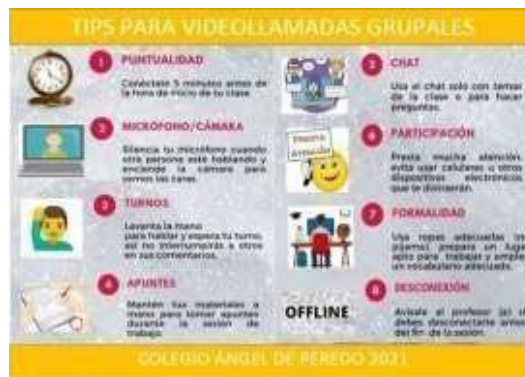 TIPS PARA VIDEOLLAMADAS GRUPALES
1 PUNTUALIDAD
Conéctate 5 minutos antes de
la hora de inicio de tu clase
2 MICRÓFONO/CÁMARA
Silencia tu micrófono cuando
otra persona esté hablando y
enciende la cámara para
vernos las caras.
3 TURNOS
Levanta la mano
para hablar y espera tu turno,
así no interrumpirás a otros
en sus comentarios.
4 APUNTES
Mantén tus materiales a
mano para tomar apuntes
durante la sesión de
trabajo.
CHAT
Usa el chat solo con temas
de la clase o para hacer
preguntas.
6 PARTICIPACIÓN
Presta mucha atención,
evita usar celulares u otros
dispositivos electrónicos
que te distraerán.
Presta
atención
7 FORMALIDAD
Usa ropas adecuadas (no
pijama), prepara un lugar
apto para trabajar y emplea
un vocabulario adecuado.
8 DESCONEXIÓN
Avísale al profesor (a) si
debes desconectarte antes
del fin de la sesión.
OFFLINE
COLEGIO ÁNGEL DE PEREDO 2021